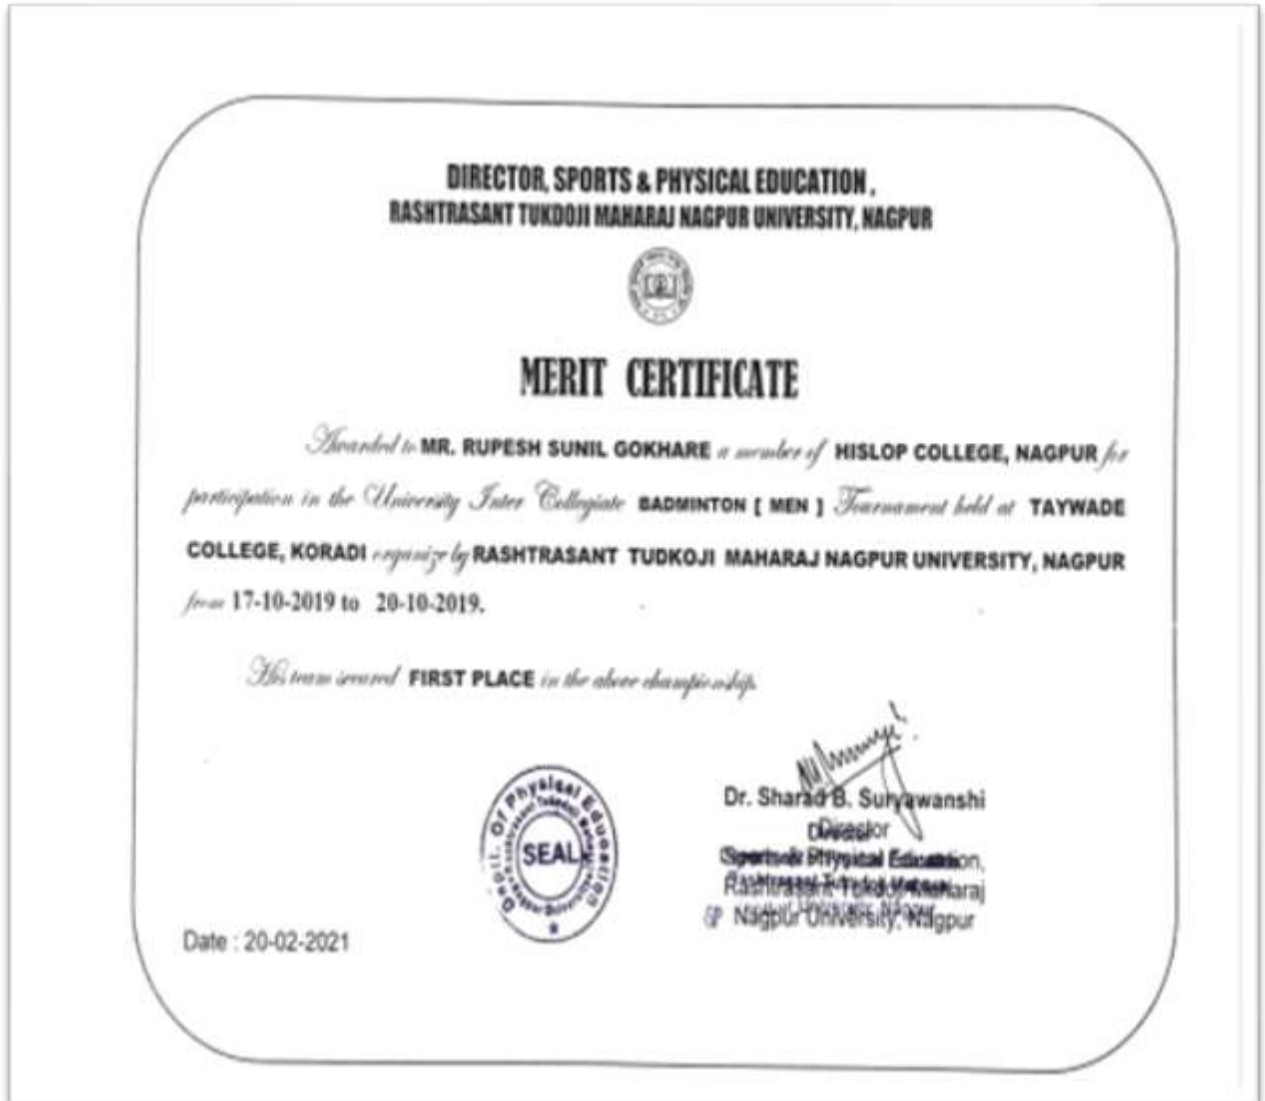 DIRECTOR, SPORTS & PHYSICAL EDUCATION ,
RASHTRASANT TUKDOJI MAHARAJ NAGPUR UNIVERSITY, NAGPUR
MERIT CERTIFICATE
Awarded to MR. RUPESH SUNIL GOKHARE a member of HISLOP COLLEGE, NAGPUR for
participation in the University Inter Collegiate BADMINTON [ MEN ] Tournament held at TAYWADE
COLLEGE, KORADI organize by RASHTRASANT TUDKOJI MAHARAJ NAGPUR UNIVERSITY, NAGPUR
from 17-10-2019 to 20-10-2019.
His team secured FIRST PLACE in the above championship.
Dr. Sharad B. Suryawanshi
Director
Sports & Physical Education,
Rashtrasant Tukdoji Maharaj
Nagpur University, Nagpur
Deptt. Of Physical Education
SEAL
Date : 20-02-2021